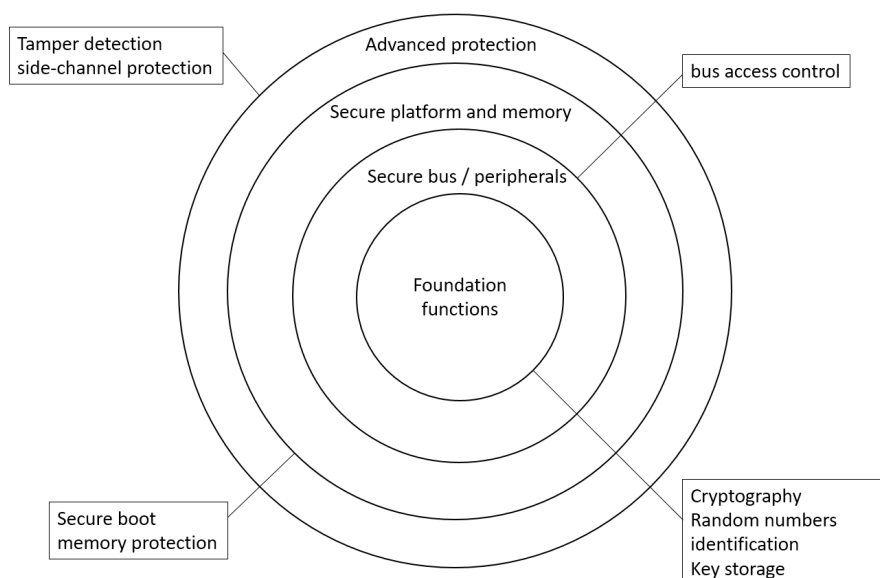 Tamper detection
side-channel protection
Advanced protection
bus access control
Secure platform and memory
Secure bus / peripherals
Foundation
functions
Secure boot
memory protection
Cryptography
Random numbers
identification
Key storage